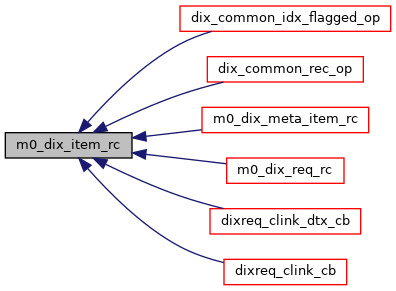 dix_common_idx_flagged_op
dix_common_rec_op
m0_dix_meta_item_rc
m0_dix_item_rc
m0_dix_req_rc
dixreq_clink_dtx_cb
dixreq_clink_cb